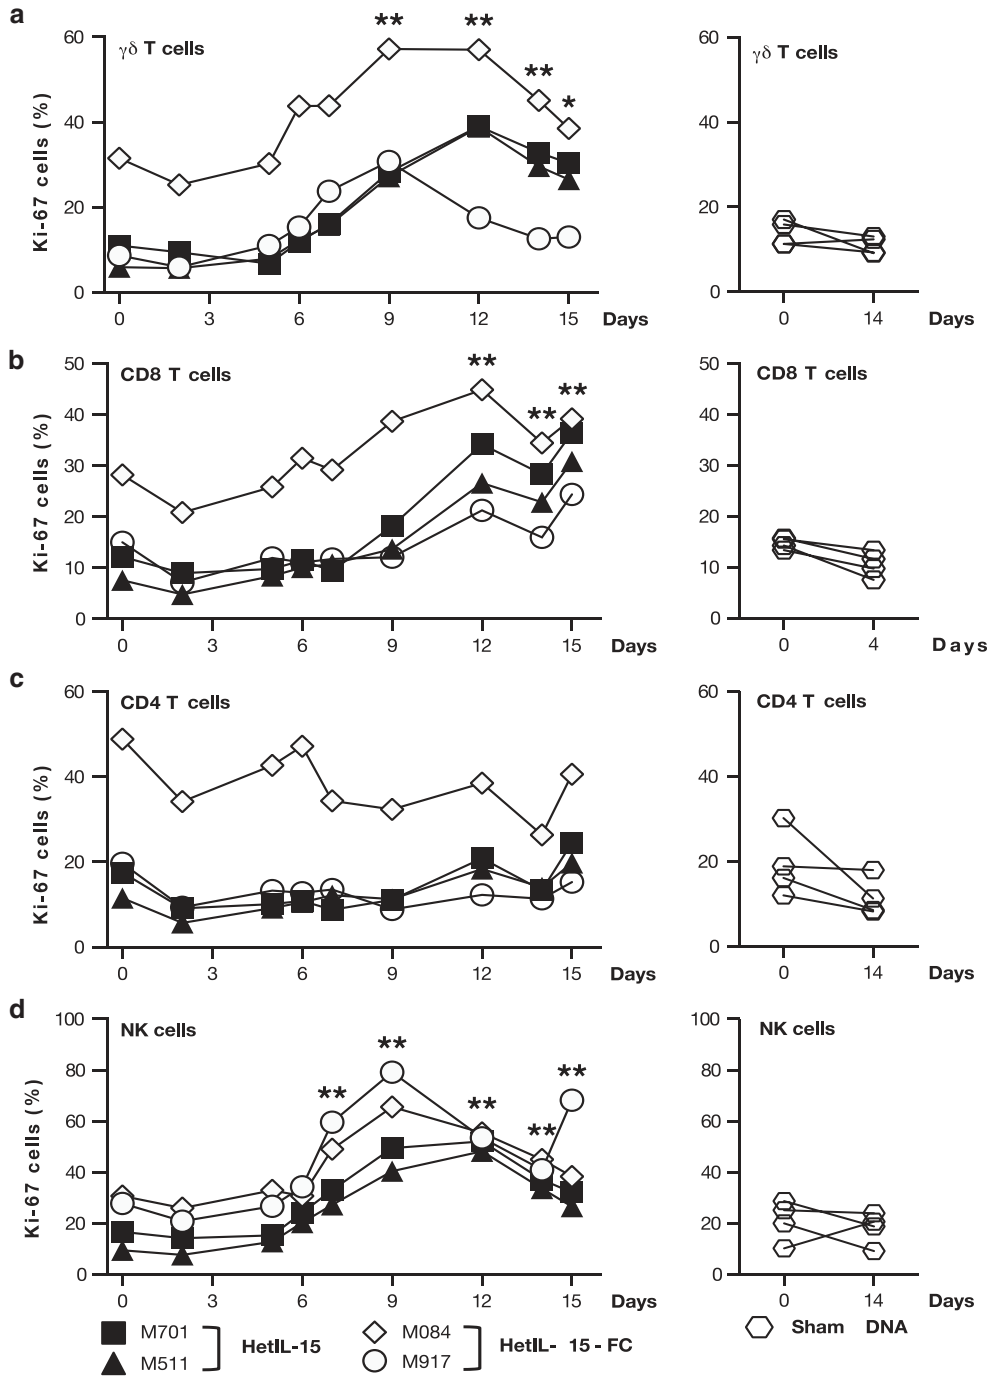 a
γδ T cells
** ** ** *
Ki-67 cells (%)
60
40
20
0
0 3 6 9 12 15 Days
γδ T cells
60
40
20
0
0 14 Days
b
CD8 T cells
** ** **
Ki-67 cells (%)
50
40
30
20
10
0
0 3 6 9 12 15 Days
CD8 T cells
50
40
30
20
10
0
0 4 Days
c
CD4 T cells
Ki-67 cells (%)
60
40
20
0
0 3 6 9 12 15 Days
CD4 T cells
60
40
20
0
0 14 Days
d
NK cells
** ** ** ** **
Ki-67 cells (%)
100
80
60
40
20
0
0 3 6 9 12 15 Days
NK cells
100
80
60
40
20
0
0 14 Days
M701
M511
HetIL-15
M084
M917
HetIL- 15 - FC
Sham DNA